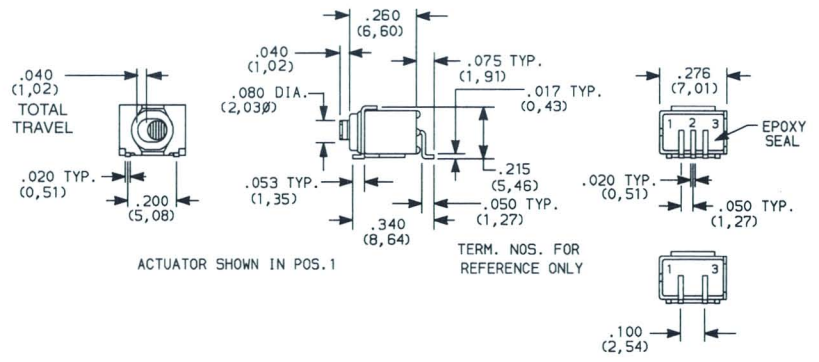 .040
(1,02)
TOTAL
TRAVEL
.020 TYP.
(0,51)
.200
(5,08)
.260
(6,60)
.040
(1,02)
.080 DIA.
(2,03ø)
.075 TYP.
(1,91)
.017 TYP.
(0,43)
.053 TYP.
(1,35)
.215
(5,46)
.050 TYP.
(1,27)
.340
(8,64)
ACTUATOR SHOWN IN POS.1
TERM. NOS. FOR
REFERENCE ONLY
.276
(7,01)
1 2 3
EPOXY
SEAL
.020 TYP.
(0,51)
.050 TYP.
(1,27)
1 3
.100
(2,54)